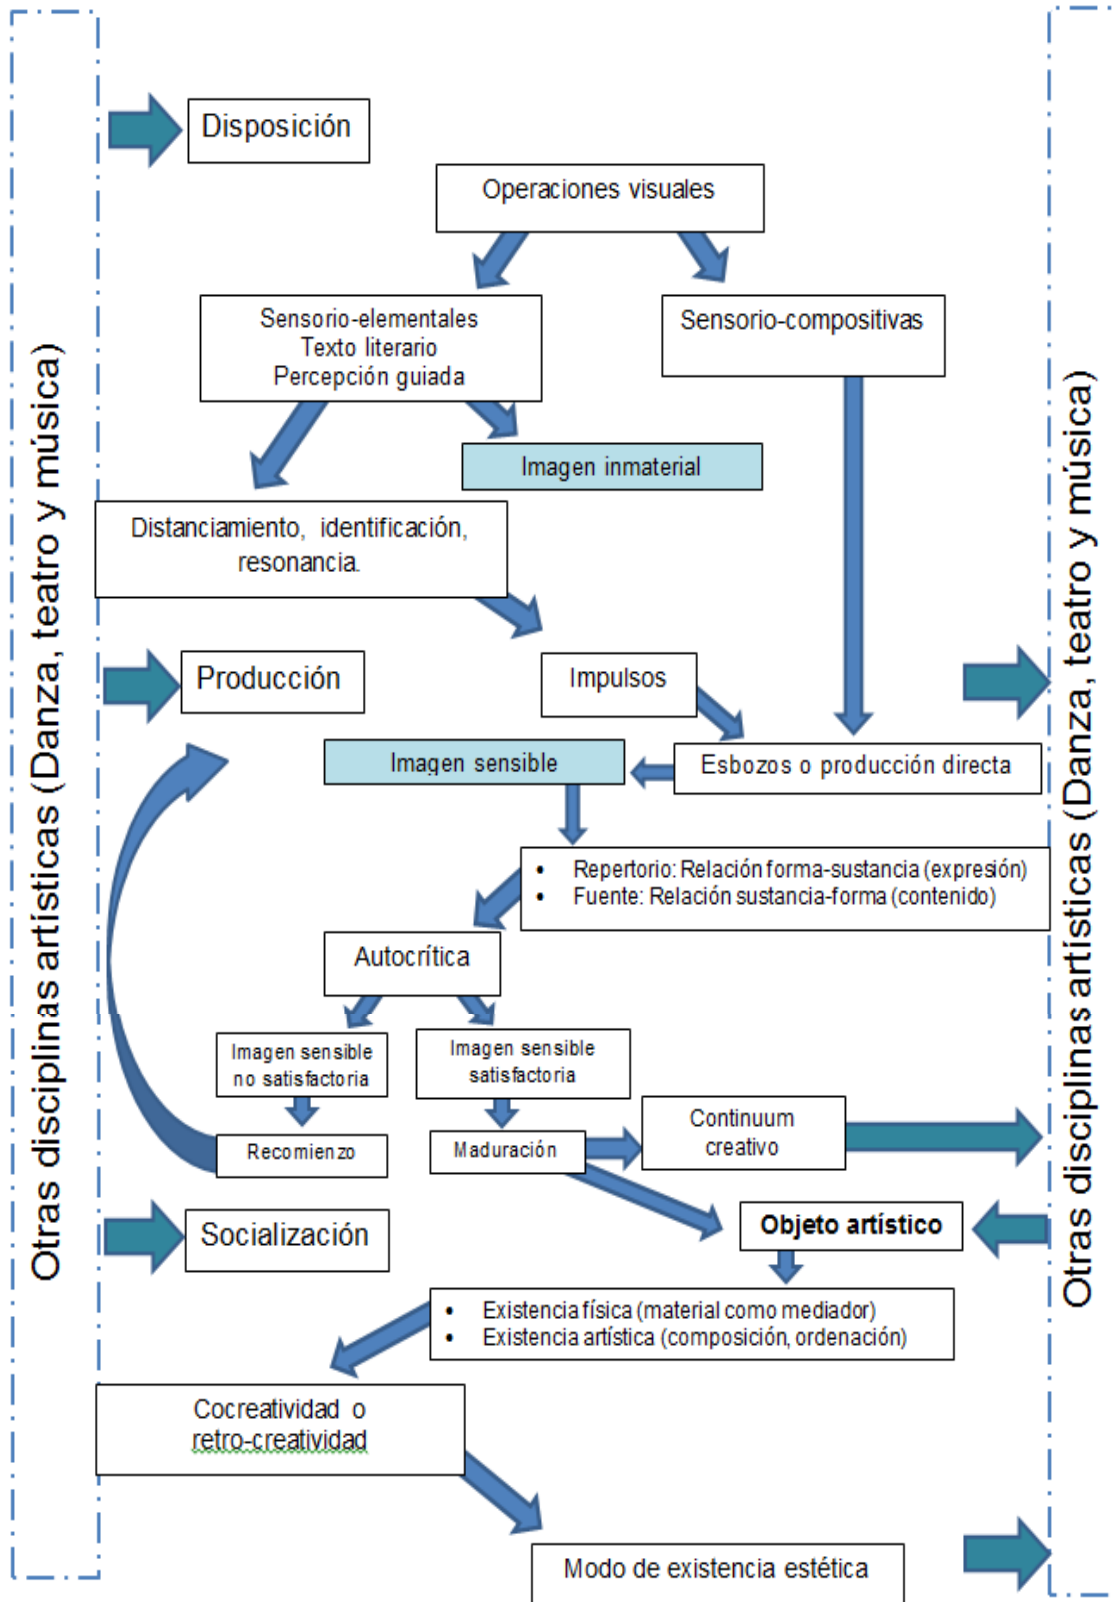 Otras disciplinas artísticas (Danza, teatro y música)
Disposición
Operaciones visuales
Sensorio-elementales
Texto literario
Percepción guiada
Sensorio-compositivas
Imagen inmaterial
Distanciamiento, identificación,
resonancia.
Producción
Impulsos
Imagen sensible
Esbozos o producción directa
• Repertorio: Relación forma-sustancia (expresión)
• Fuente: Relación sustancia-forma (contenido)
Autocrítica
Imagen sensible
no satisfactoria
Imagen sensible
satisfactoria
Recomienzo
Maduración
Continuum
creativo
Socialización
Objeto artístico
• Existencia física (material como mediador)
• Existencia artística (composición, ordenación)
Cocreatividad o
retro-creatividad
Modo de existencia estética
Otras disciplinas artísticas (Danza, teatro y música)